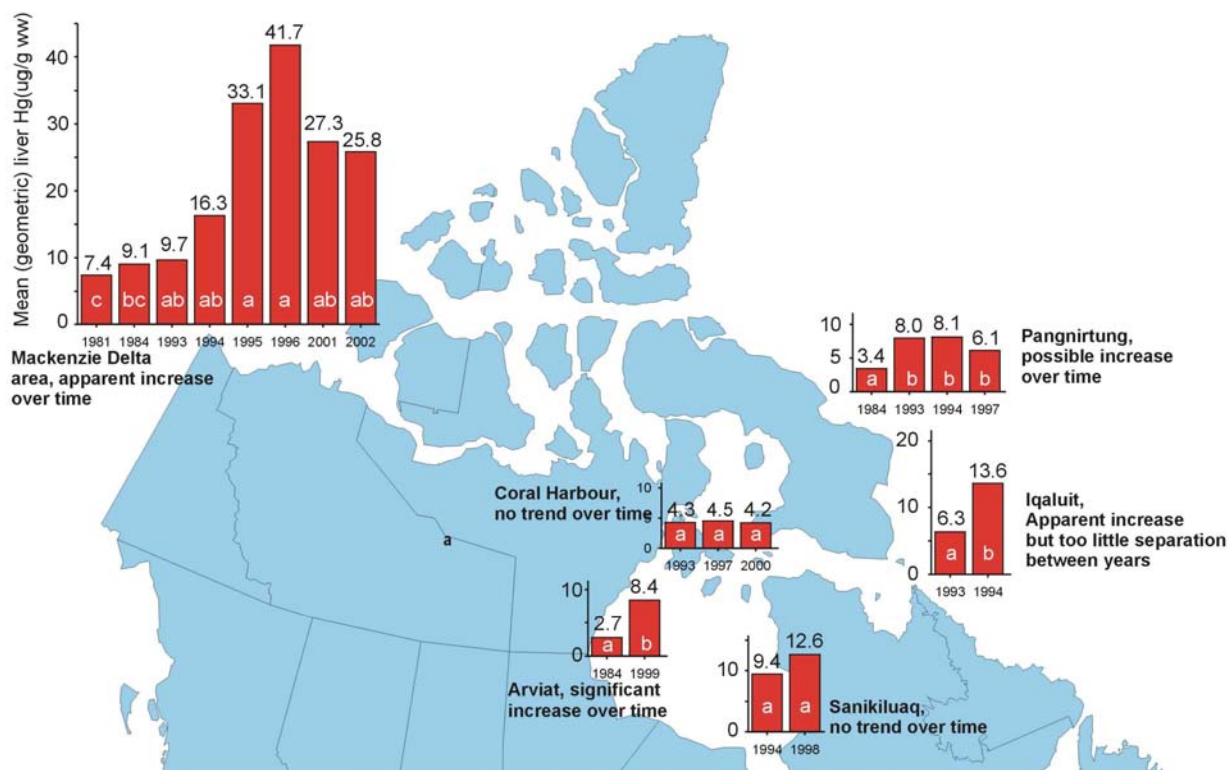 Mean (geometric) liver Hg(ug/g ww)
40
30
20
10
0
7.4 9.1 9.7 16.3 33.1 41.7 27.3 25.8
c bc ab ab a a ab ab
1981 1984 1993 1994 1995 1996 2001 2002
Mackenzie Delta
area, apparent increase
over time
10
5
0
3.4 8.0 8.1 6.1
a b b b
1984 1993 1994 1997
Pangnirtung,
possible increase
over time
20
10
0
6.3 13.6
a b
1993 1994
Iqaluit,
Apparent increase
but too little separation
between years
Coral Harbour,
no trend over time
10
5
0
4.3 4.5 4.2
a a a
1993 1997 2000
a
10
0
2.7 8.4
a b
1984 1999
Arviat, significant
increase over time
10
0
9.4 12.6
a a
1994 1998
Sanikiluaq,
no trend over time